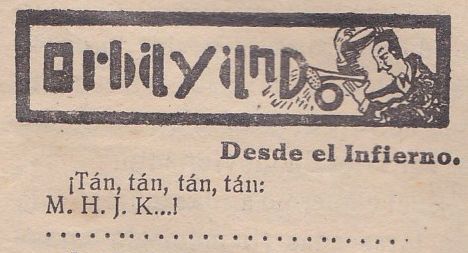 Orbayando
Desde el Infierno.
¡Tán, tán, tán, tán:
M. H. J. K...!
........................